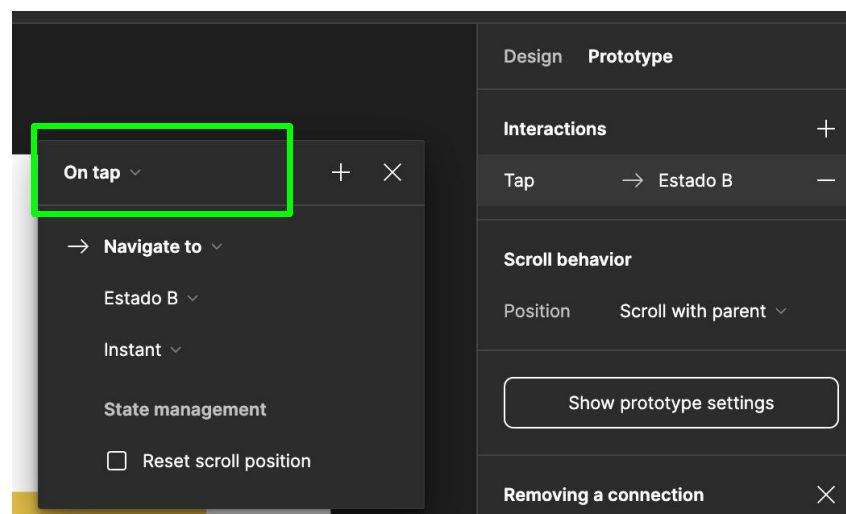 Design Prototype
Interactions
On tap
Tap → Estado B
→ Navigate to
Scroll behavior
Estado B
Position Scroll with parent
Instant
Show prototype settings
State management
Reset scroll position
Removing a connection